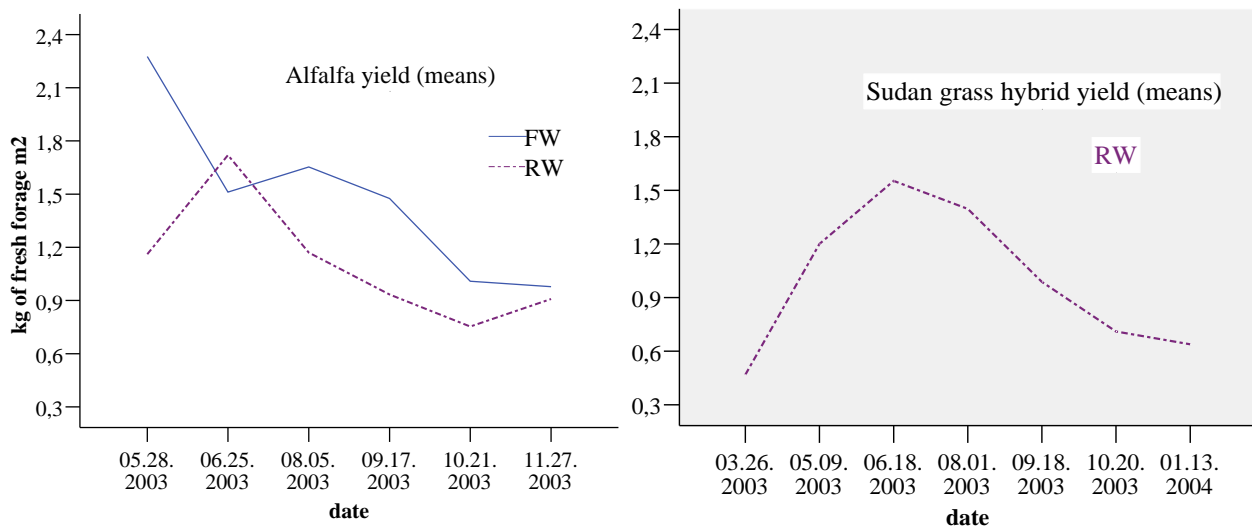 Alfalfa yield (means)
FW
RW
kg of fresh forage m2
2,4
2,1
1,8
1,5
1,2
0,9
0,6
0,3
05.28. 06.25. 08.05. 09.17. 10.21. 11.27.
2003 2003 2003 2003 2003 2003
date
Sudan grass hybrid yield (means)
RW
2,4
2,1
1,8
1,5
1,2
0,9
0,6
0,3
03.26. 05.09. 06.18. 08.01. 09.18. 10.20. 01.13.
2003 2003 2003 2003 2003 2003 2004
date